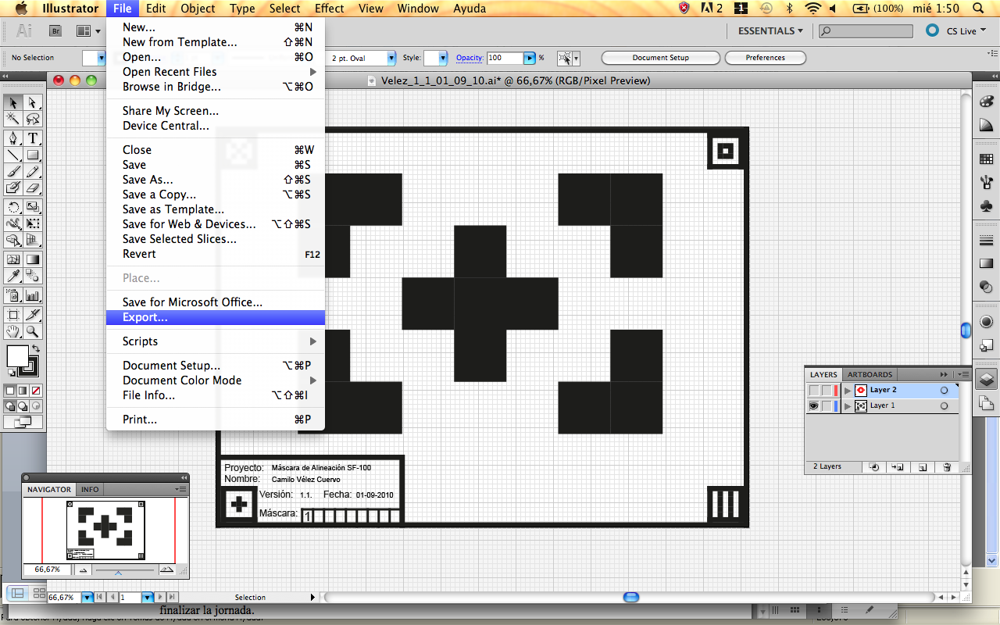 Illustrator File Edit Object Type Select Effect View Window Ayuda 2 1 (100%) mié 1:50
Ai Br ESSENTIALS CS Live
No Selection 2 pt. Oval Style: Opacity: 100 % Document Setup Preferences
Velez_1_1_01_09_10.ai* @ 66,67% (RGB/Pixel Preview)
New... ⌘N
New from Template... ⇧⌘N
Open... ⌘O
Open Recent Files
Browse in Bridge... ⌥⌘O
Share My Screen...
Device Central...
Close ⌘W
Save ⌘S
Save As... ⇧⌘S
Save a Copy... ⌥⌘S
Save as Template...
Save for Web & Devices... ⌥⇧⌘S
Save Selected Slices...
Revert F12
Place...
Save for Microsoft Office...
Export...
Scripts
Document Setup... ⌥⌘P
Document Color Mode
File Info... ⌥⇧⌘I
Print... ⌘P
LAYERS ARTBOARDS
Layer 2
Layer 1
2 Layers
Proyecto: Máscara de Alineación SF-100
Nombre: Camilo Vélez Cuervo
Versión: 1.1. Fecha: 01-09-2010
Máscara: 1
NAVIGATOR INFO
66,67%
66,67% 1 Selection
finalizar la jornada.